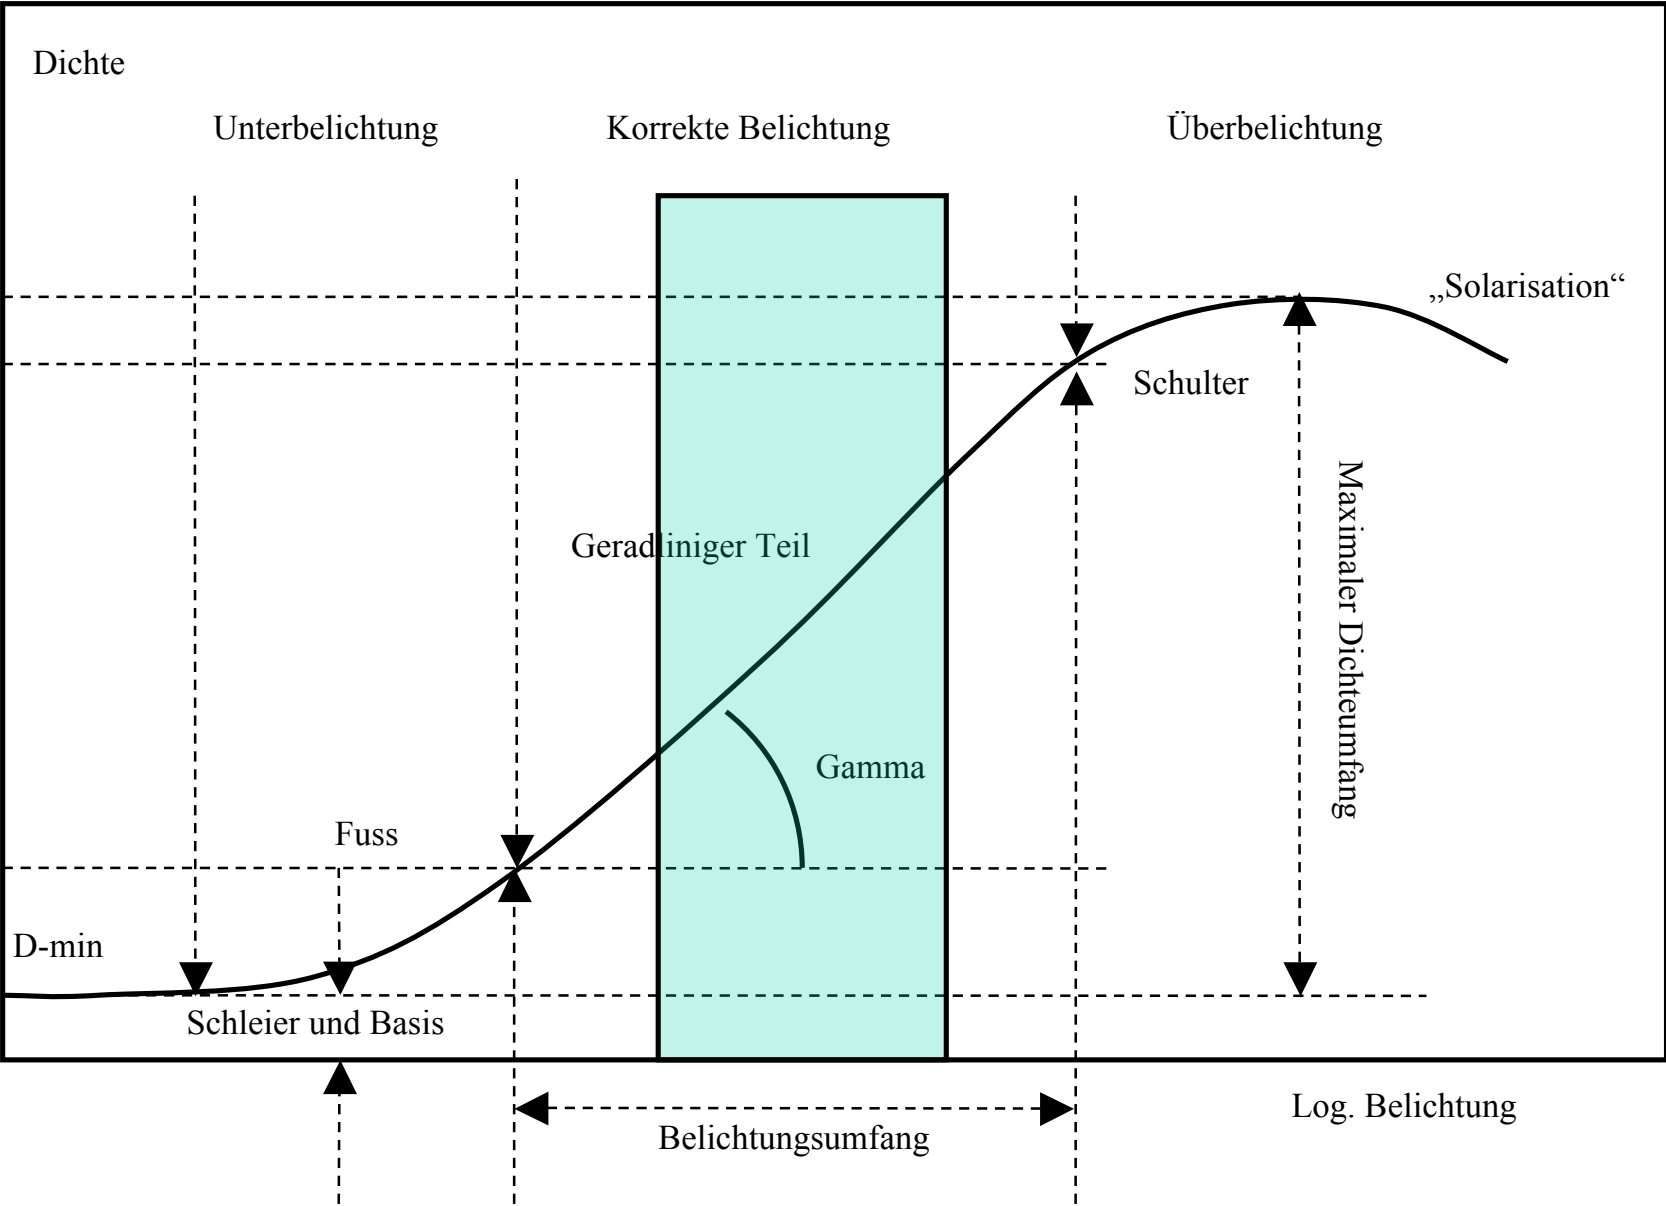 Dichte
Unterbelichtung
Korrekte Belichtung
Überbelichtung
„Solarisation“
Schulter
Geradliniger Teil
Maximaler Dichteumfang
Gamma
Fuss
D-min
Schleier und Basis
Log. Belichtung
Belichtungsumfang